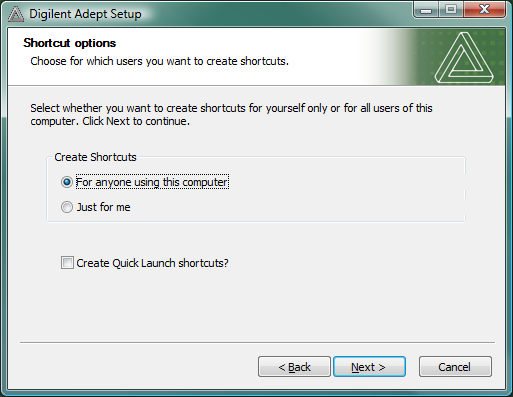 Digilent Adept Setup
Shortcut options
Choose for which users you want to create shortcuts.
Select whether you want to create shortcuts for yourself only or for all users of this
computer. Click Next to continue.
Create Shortcuts
For anyone using this computer
Just for me
Create Quick Launch shortcuts?
< Back
Next >
Cancel